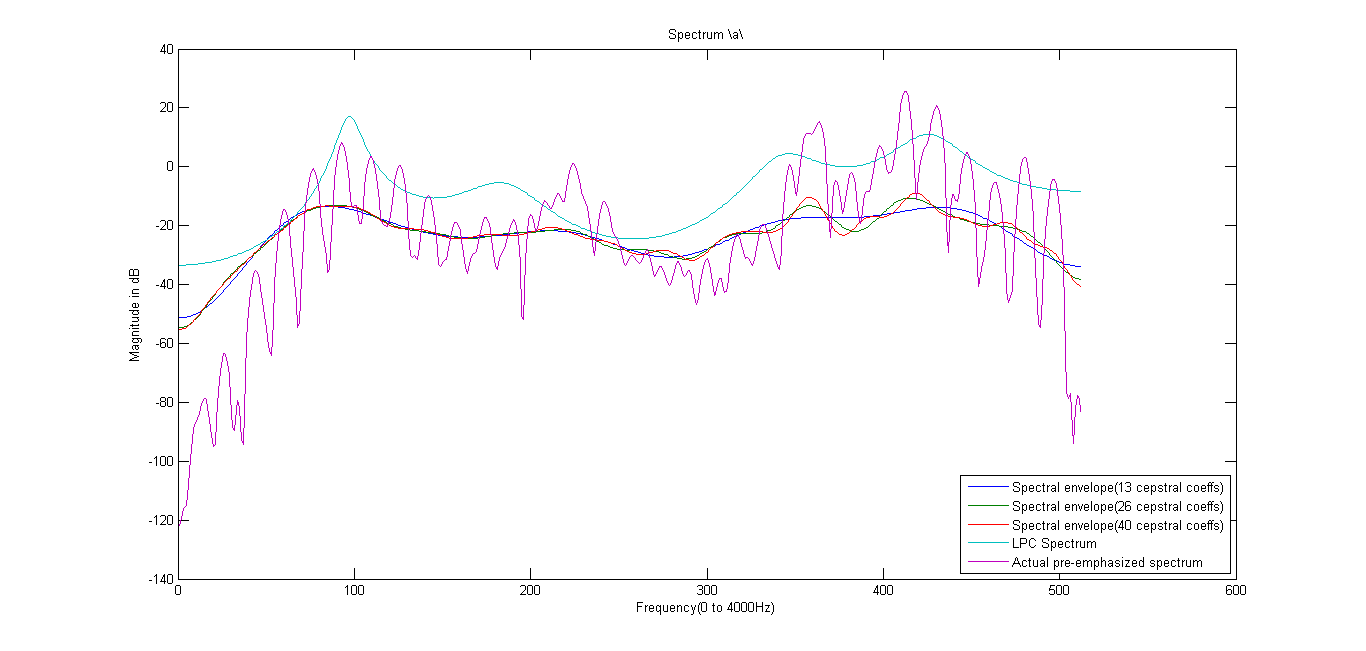 Spectrum \a\
40
20
0
-20
-40
-60
-80
-100
-120
-140
Magnitude in dB
0
100
200
300
400
500
600
Frequency(0 to 4000Hz)
Spectral envelope(13 cepstral coeffs)
Spectral envelope(26 cepstral coeffs)
Spectral envelope(40 cepstral coeffs)
LPC Spectrum
Actual pre-emphasized spectrum